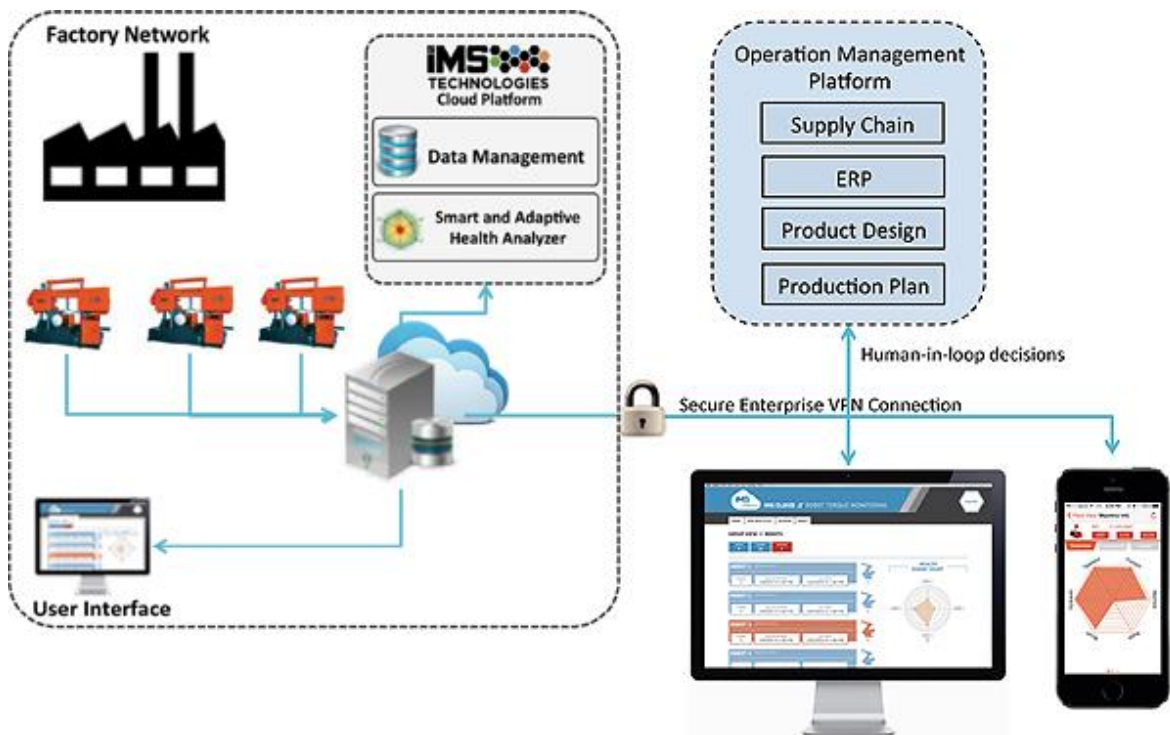 Factory Network
iMS
TECHNOLOGIES
Cloud Platform
Data Management
Smart and Adaptive
Health Analyzer
User Interface
Operation Management
Platform
Supply Chain
ERP
Product Design
Production Plan
Human-in-loop decisions
Secure Enterprise VPN Connection
iMS